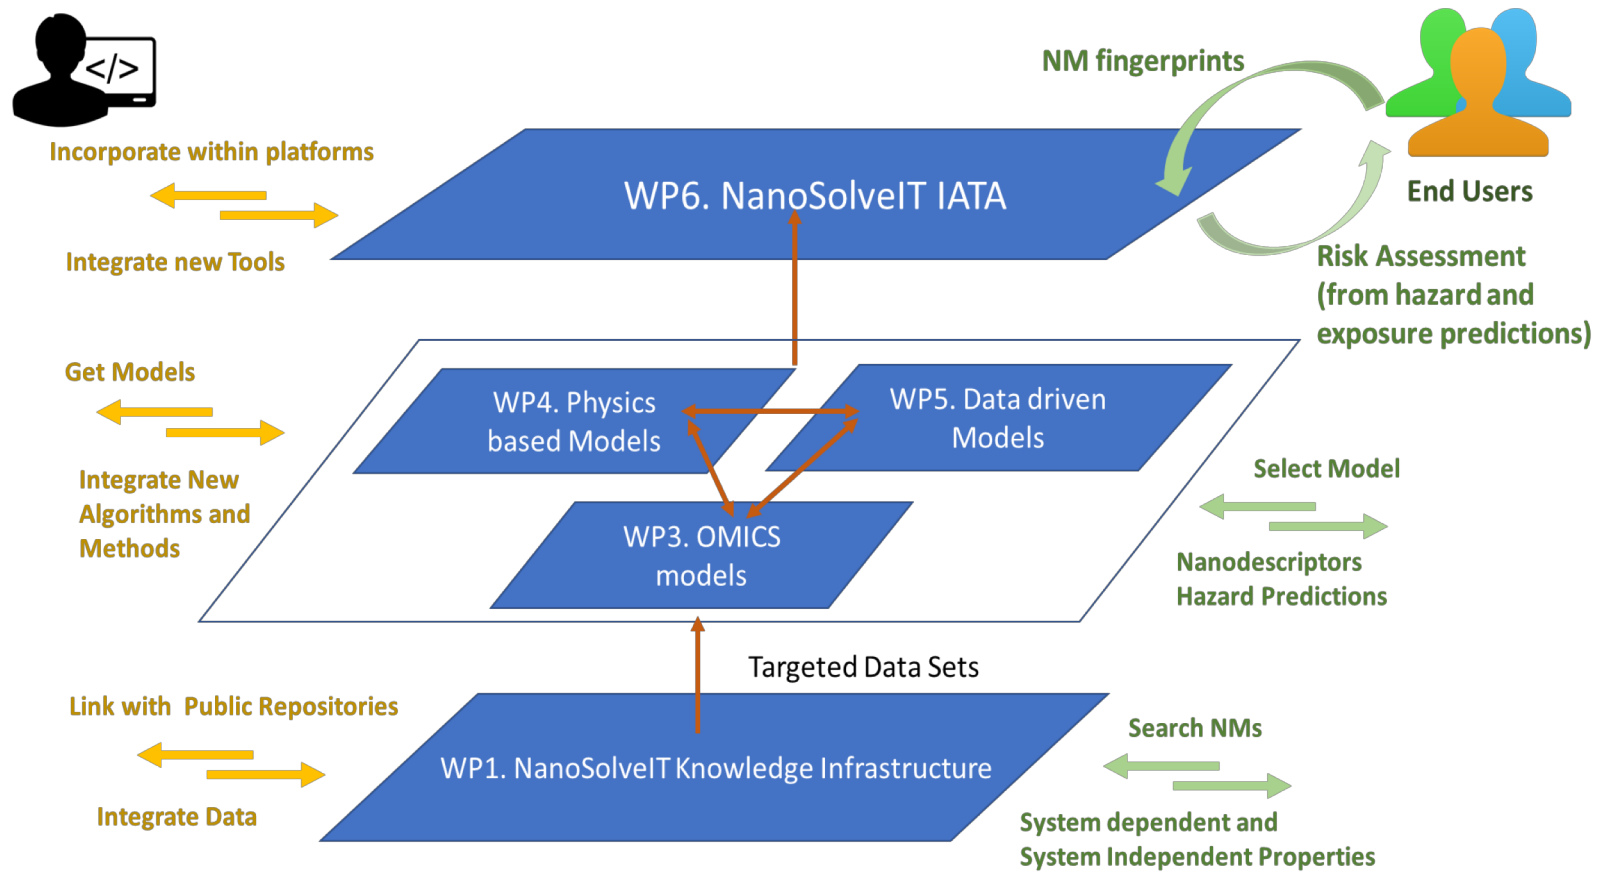 </>
NM fingerprints
End Users
Incorporate within platforms
WP6. NanoSolveIT IATA
Integrate new Tools
Risk Assessment
(from hazard and
exposure predictions)
Get Models
WP4. Physics
based Models
WP5. Data driven
Models
Integrate New
Algorithms and
Methods
WP3. OMICS
models
Select Model
Nanodescriptors
Hazard Predictions
Targeted Data Sets
Link with Public Repositories
Search NMs
WP1. NanoSolveIT Knowledge Infrastructure
Integrate Data
System dependent and
System Independent Properties